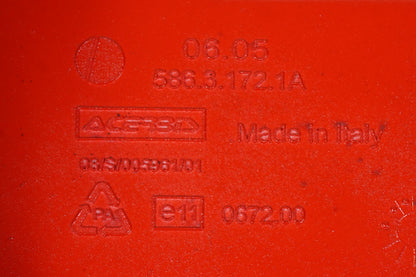 06.05
586.3.172.1A
ACERBIS
Made in Italy
PA
e11 0672.00